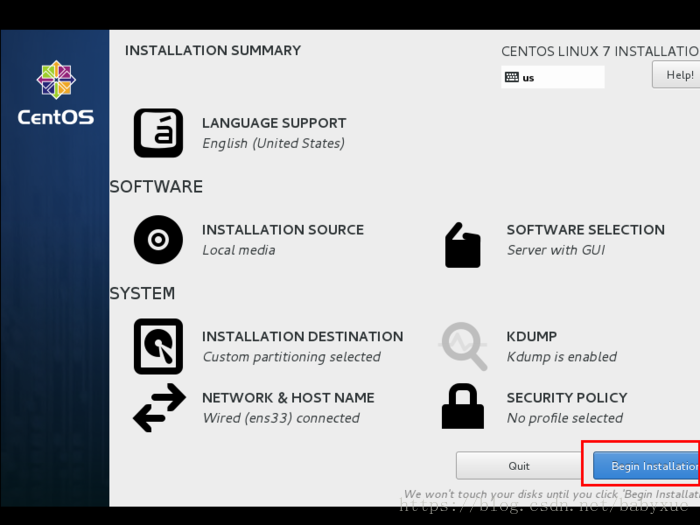 INSTALLATION SUMMARY
CENTOS LINUX 7 INSTALLATIO
us
Help!
CentOS
á
LANGUAGE SUPPORT
English (United States)
SOFTWARE
INSTALLATION SOURCE
Local media
SOFTWARE SELECTION
Server with GUI
SYSTEM
INSTALLATION DESTINATION
Custom partitioning selected
KDUMP
Kdump is enabled
NETWORK & HOST NAME
Wired (ens33) connected
SECURITY POLICY
No profile selected
Quit
Begin Installation
We won't touch your disks until you click 'Begin Installat
https://blog.csdn.net/babyxue